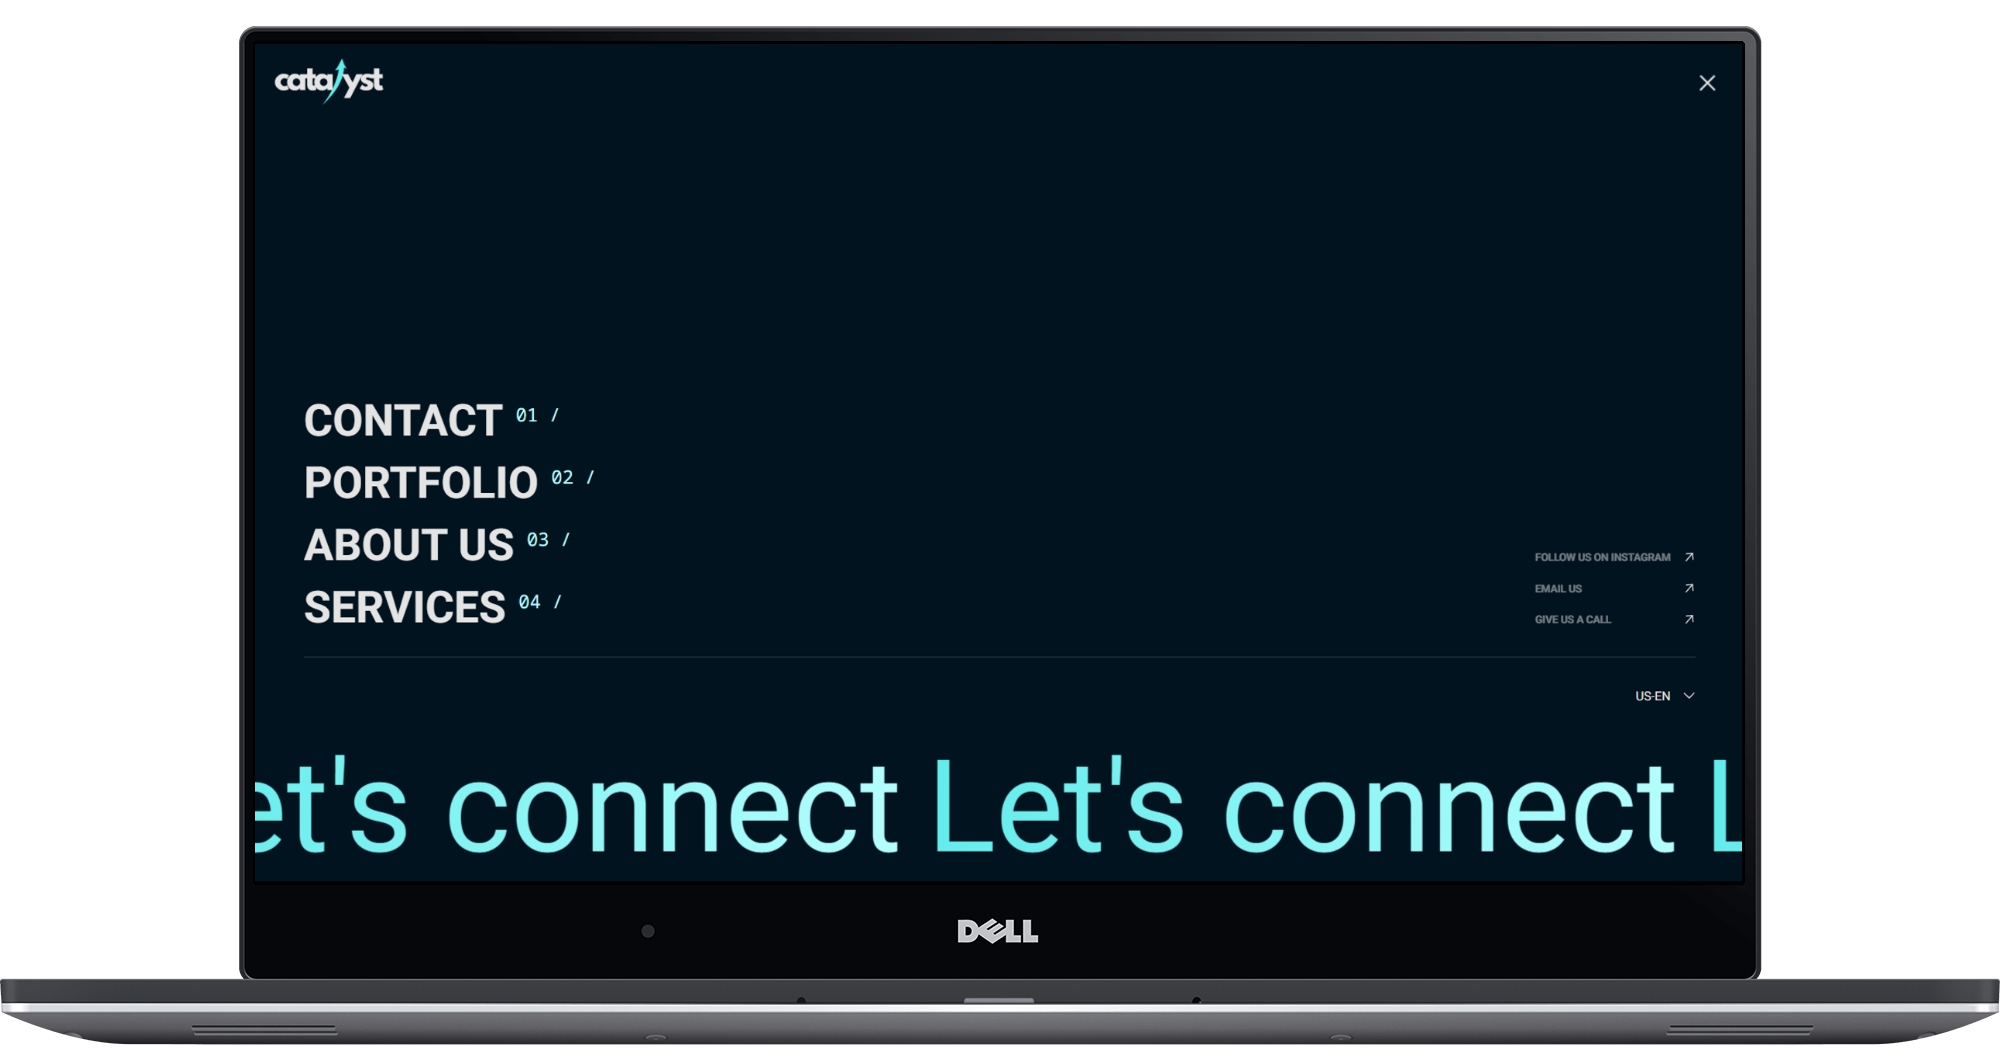 catalyst
CONTACT 01 /
PORTFOLIO 02 /
ABOUT US 03 /
SERVICES 04 /
FOLLOW US ON INSTAGRAM
EMAIL US
GIVE US A CALL
US-EN
et's connect Let's connect L
DELL